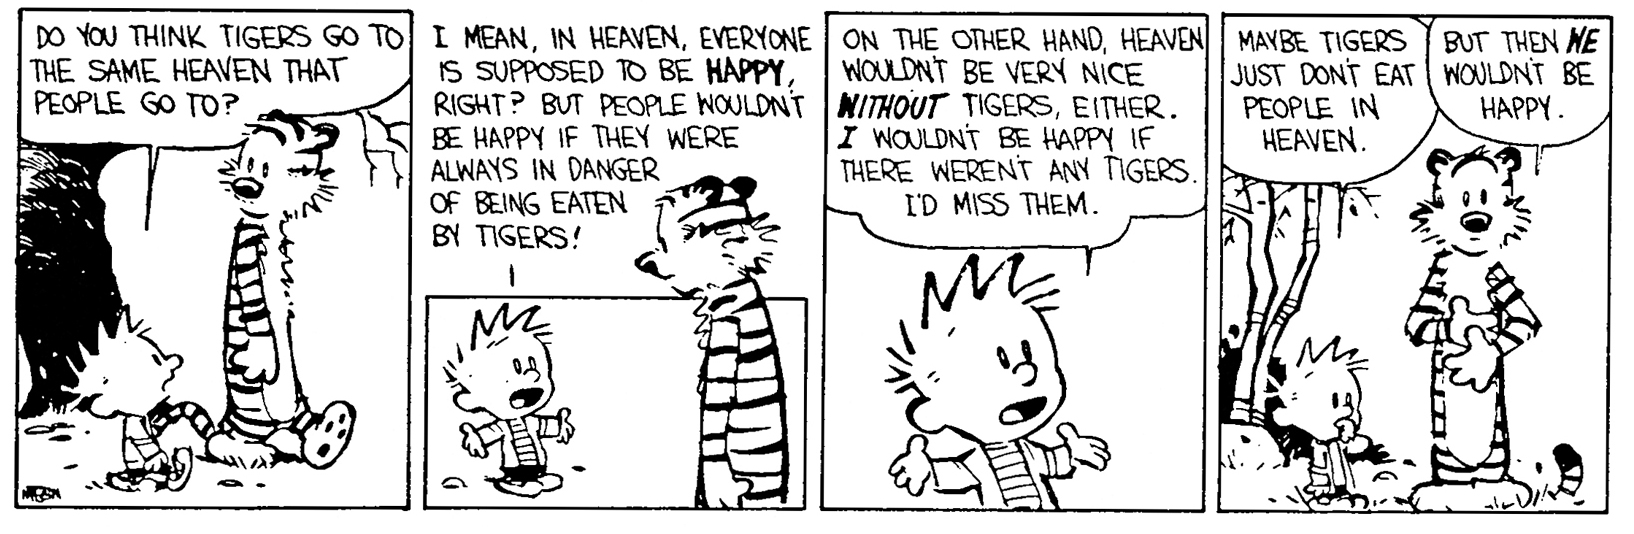 DO YOU THINK TIGERS GO TO
THE SAME HEAVEN THAT
PEOPLE GO TO?
I MEAN, IN HEAVEN, EVERYONE
IS SUPPOSED TO BE HAPPY,
RIGHT? BUT PEOPLE WOULDN'T
BE HAPPY IF THEY WERE
ALWAYS IN DANGER
OF BEING EATEN
BY TIGERS!
ON THE OTHER HAND, HEAVEN
WOULDN'T BE VERY NICE
WITHOUT TIGERS, EITHER.
I WOULDN'T BE HAPPY IF
THERE WEREN'T ANY TIGERS.
I'D MISS THEM.
MAYBE TIGERS
JUST DON'T EAT
PEOPLE IN
HEAVEN.
BUT THEN WE
WOULDN'T BE
HAPPY.